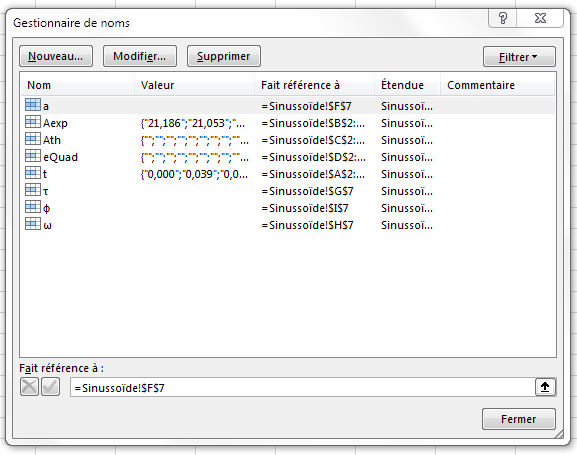 Gestionnaire de noms
Nouveau... Modifier... Supprimer Filtrer
Nom Valeur Fait référence à Étendue Commentaire
a =Sinussoïde!$F$7 Sinussoï...
Aexp {"21,186";"21,053";"... =Sinussoïde!$B$2:... Sinussoï...
Ath {"";"";"";"";"";"";"";""... =Sinussoïde!$C$2:... Sinussoï...
eQuad {"";"";"";"";"";"";"";""... =Sinussoïde!$D$2:... Sinussoï...
t {"0,000";"0,039";"0,0... =Sinussoïde!$A$2:... Sinussoï...
τ =Sinussoïde!$G$7 Sinussoï...
ϕ =Sinussoïde!$I$7 Sinussoï...
ω =Sinussoïde!$H$7 Sinussoï...
Fait référence à :
=Sinussoïde!$F$7
Fermer